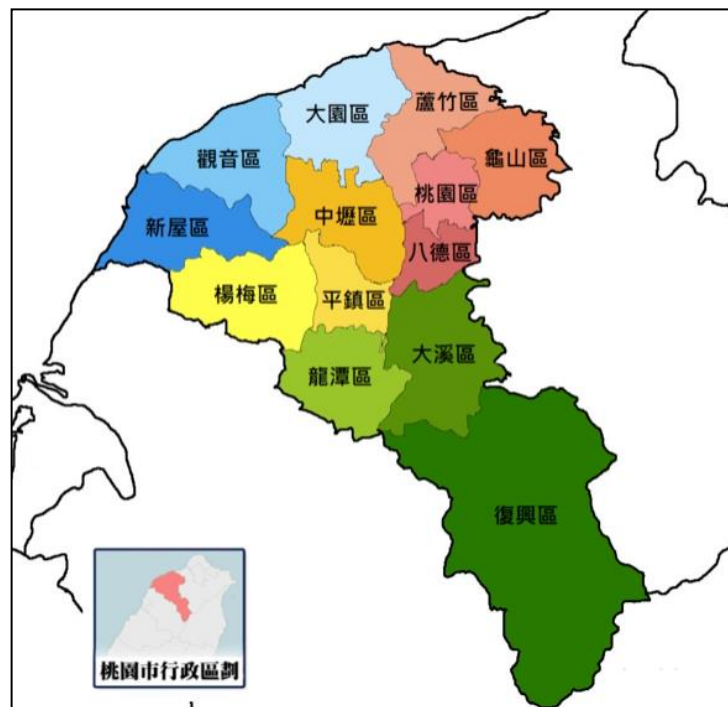 蘆竹區
大園區
龜山區
觀音區
桃園區
中壢區
新屋區
八德區
楊梅區
平鎮區
大溪區
龍潭區
復興區
桃園市行政區劃